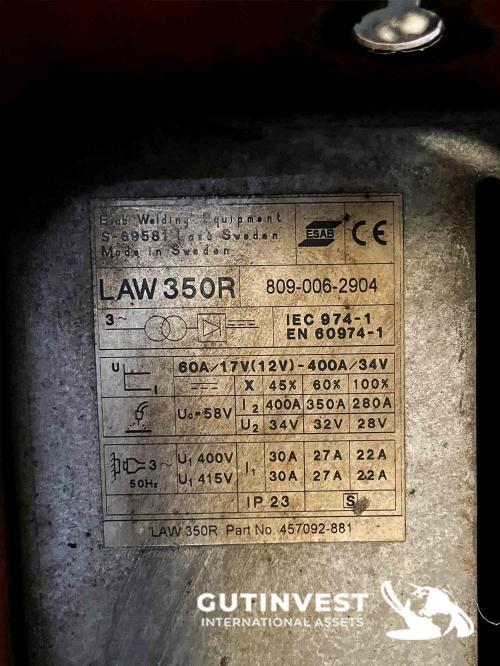 Esab Welding Equipment
S-69581 Laxå Sweden
Made in Sweden
ESAB CE
LAW 350R 809-006-2904
3~ IEC 974-1
EN 60974-1
U I 60A/17V(12V)-400A/34V
X 45% 60% 100%
U₀=58V I2 400A 350A 280A
U2 34V 32V 28V
3~ 50Hz U1 400V I1 30A 27A 22A
U1 415V 30A 27A 22A
IP 23 S
LAW 350R Part No. 457092-881
GUTINVEST
INTERNATIONAL ASSETS